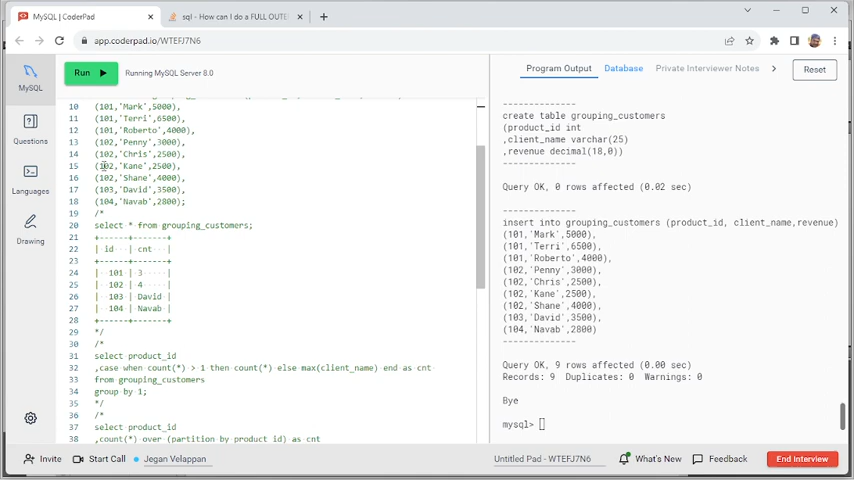 MySQL | CoderPad
sql - How can I do a FULL OUTE
app.coderpad.io/WTEFJ7N6
MySQL
Questions
Languages
Drawing
Run
Running MySQL Server 8.0
10 (101,'Mark',5000),
11 (101,'Terri',6500),
12 (101,'Roberto',4000),
13 (102,'Penny',3000),
14 (102,'Chris',2500),
15 (102,'Kane',2500),
16 (102,'Shane',4000),
17 (103,'David',3500),
18 (104,'Navab',2800);
19 /*
20 select * from grouping_customers;
21 +------+-------+
22 | id | cnt
23 +------+-------+
24 | 101 | 3 |
25 | 102 | 4 |
26 | 103 | David |
27 | 104 | Navab |
28 +------+-------+
29 */
30 /*
31 select product_id
32 ,case when count(*) > 1 then count(*) else max(client_name) end as cnt
33 from grouping_customers
34 group by 1;
35 */
36 /*
37 select product_id
38 ,count(*) over (partition by product_id) as cnt
Program Output
Database
Private Interviewer Notes
Reset
--------------
create table grouping_customers
(product_id int
,client_name varchar(25)
,revenue decimal(18,0))
--------------
Query OK, 0 rows affected (0.02 sec)
--------------
insert into grouping_customers (product_id, client_name,revenue)
(101,'Mark',5000),
(101,'Terri',6500),
(101,'Roberto',4000),
(102,'Penny',3000),
(102,'Chris',2500),
(102,'Kane',2500),
(102,'Shane',4000),
(103,'David',3500),
(104,'Navab',2800)
--------------
Query OK, 9 rows affected (0.00 sec)
Records: 9 Duplicates: 0 Warnings: 0
Bye
mysql>
Invite
Start Call
Jegan Velappan
Untitled Pad - WTEFJ7N6
What's New
Feedback
End Interview